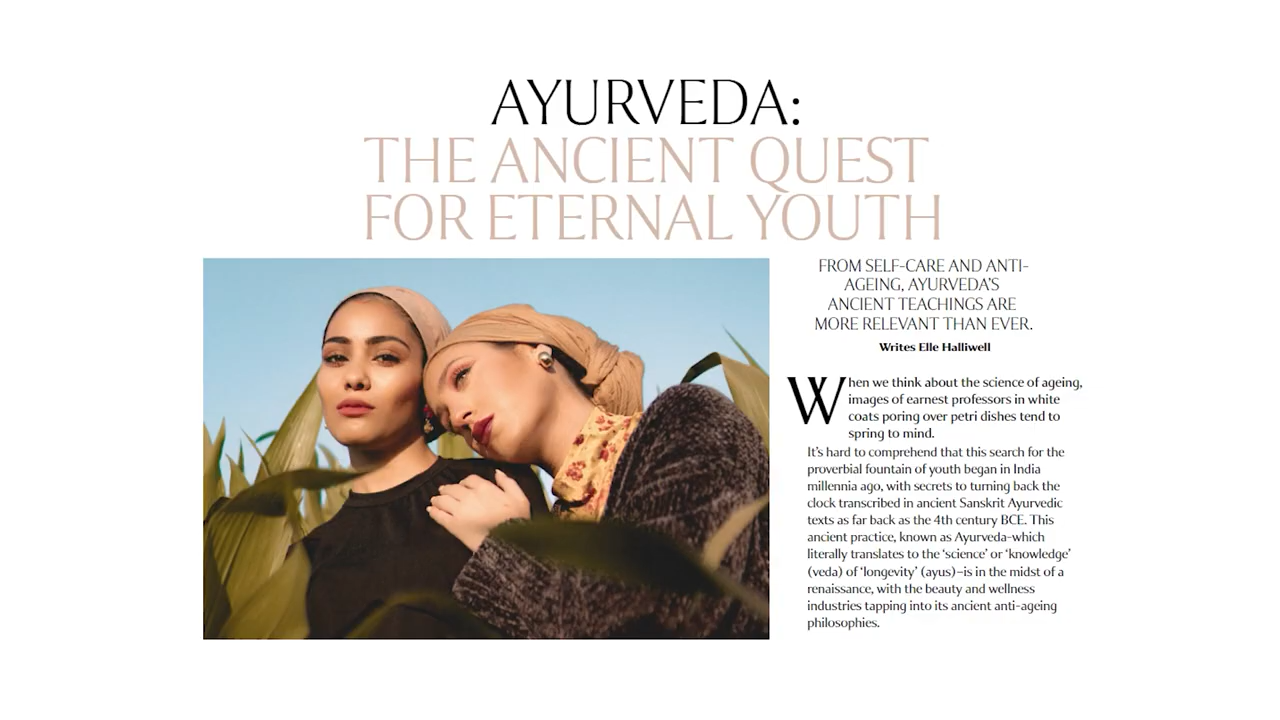 AYURVEDA:
THE ANCIENT QUEST
FOR ETERNAL YOUTH
FROM SELF-CARE AND ANTI-
AGEING, AYURVEDA'S
ANCIENT TEACHINGS ARE
MORE RELEVANT THAN EVER.
Writes Elle Halliwell
When we think about the science of ageing,
images of earnest professors in white
coats poring over petri dishes tend to
spring to mind.
It's hard to comprehend that this search for the
proverbial fountain of youth began in India
millennia ago, with secrets to turning back the
clock transcribed in ancient Sanskrit Ayurvedic
texts as far back as the 4th century BCE. This
ancient practice, known as Ayurveda-which
literally translates to the 'science' or 'knowledge'
(veda) of 'longevity' (ayus)–is in the midst of a
renaissance, with the beauty and wellness
industries tapping into its ancient anti-ageing
philosophies.